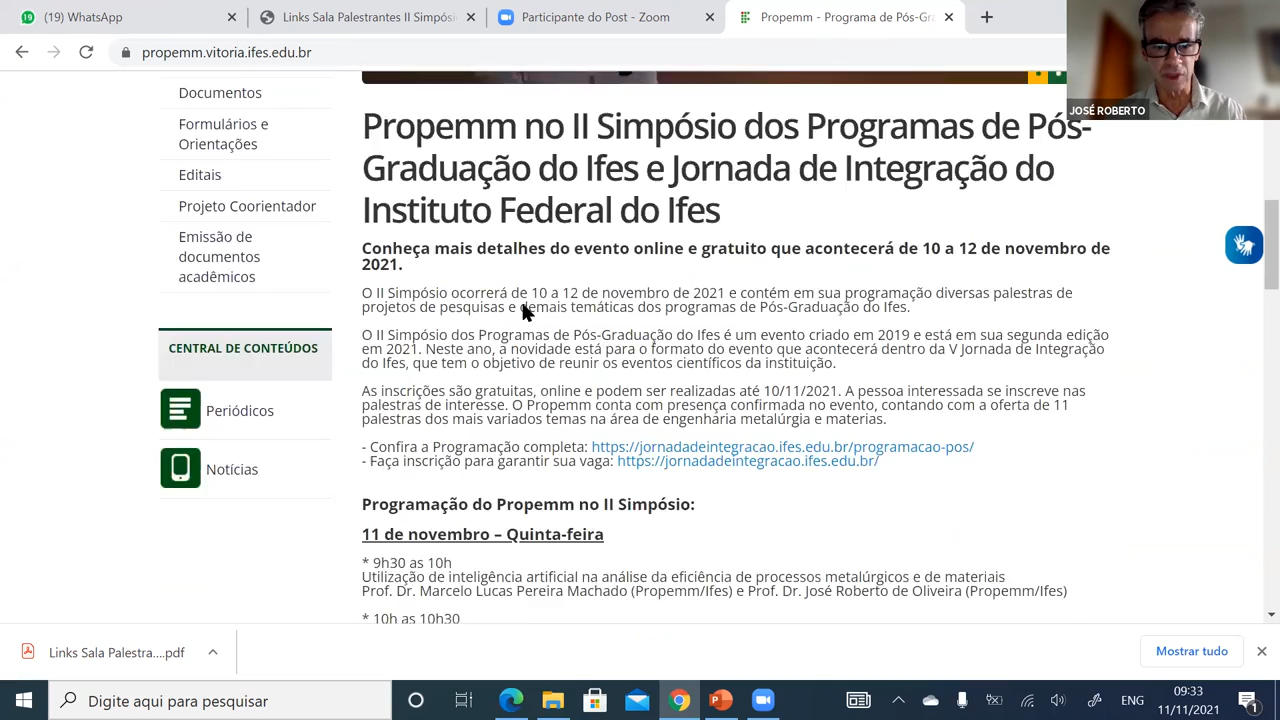 (19) WhatsApp
Links Sala Palestrantes II Simpósi
Participante do Post - Zoom
Propemm - Programa de Pós-Gra
propemm.vitoria.ifes.edu.br
JOSÉ ROBERTO
Documentos
Formulários e
Orientações
Editais
Projeto Coorientador
Emissão de
documentos
acadêmicos
CENTRAL DE CONTEÚDOS
Periódicos
Notícias
Propemm no II Simpósio dos Programas de Pós-
Graduação do Ifes e Jornada de Integração do
Instituto Federal do Ifes
Conheça mais detalhes do evento online e gratuito que acontecerá de 10 a 12 de novembro de
2021.
O II Simpósio ocorrerá de 10 a 12 de novembro de 2021 e contém em sua programação diversas palestras de
projetos de pesquisas e demais temáticas dos programas de Pós-Graduação do Ifes.
O II Simpósio dos Programas de Pós-Graduação do Ifes é um evento criado em 2019 e está em sua segunda edição
em 2021. Neste ano, a novidade está para o formato do evento que acontecerá dentro da V Jornada de Integração
do Ifes, que tem o objetivo de reunir os eventos científicos da instituição.
As inscrições são gratuitas, online e podem ser realizadas até 10/11/2021. A pessoa interessada se inscreve nas
palestras de interesse. O Propemm conta com presença confirmada no evento, contando com a oferta de 11
palestras dos mais variados temas na área de engenharia metalúrgia e materias.
- Confira a Programação completa: https://jornadadeintegracao.ifes.edu.br/programacao-pos/
- Faça inscrição para garantir sua vaga: https://jornadadeintegracao.ifes.edu.br/
Programação do Propemm no II Simpósio:
11 de novembro – Quinta-feira
* 9h30 as 10h
Utilização de inteligência artificial na análise da eficiência de processos metalúrgicos e de materiais
Prof. Dr. Marcelo Lucas Pereira Machado (Propemm/Ifes) e Prof. Dr. José Roberto de Oliveira (Propemm/Ifes)
* 10h as 10h30
Links Sala Palestra....pdf
Mostrar tudo
Digite aqui para pesquisar
ENG
09:33
11/11/2021